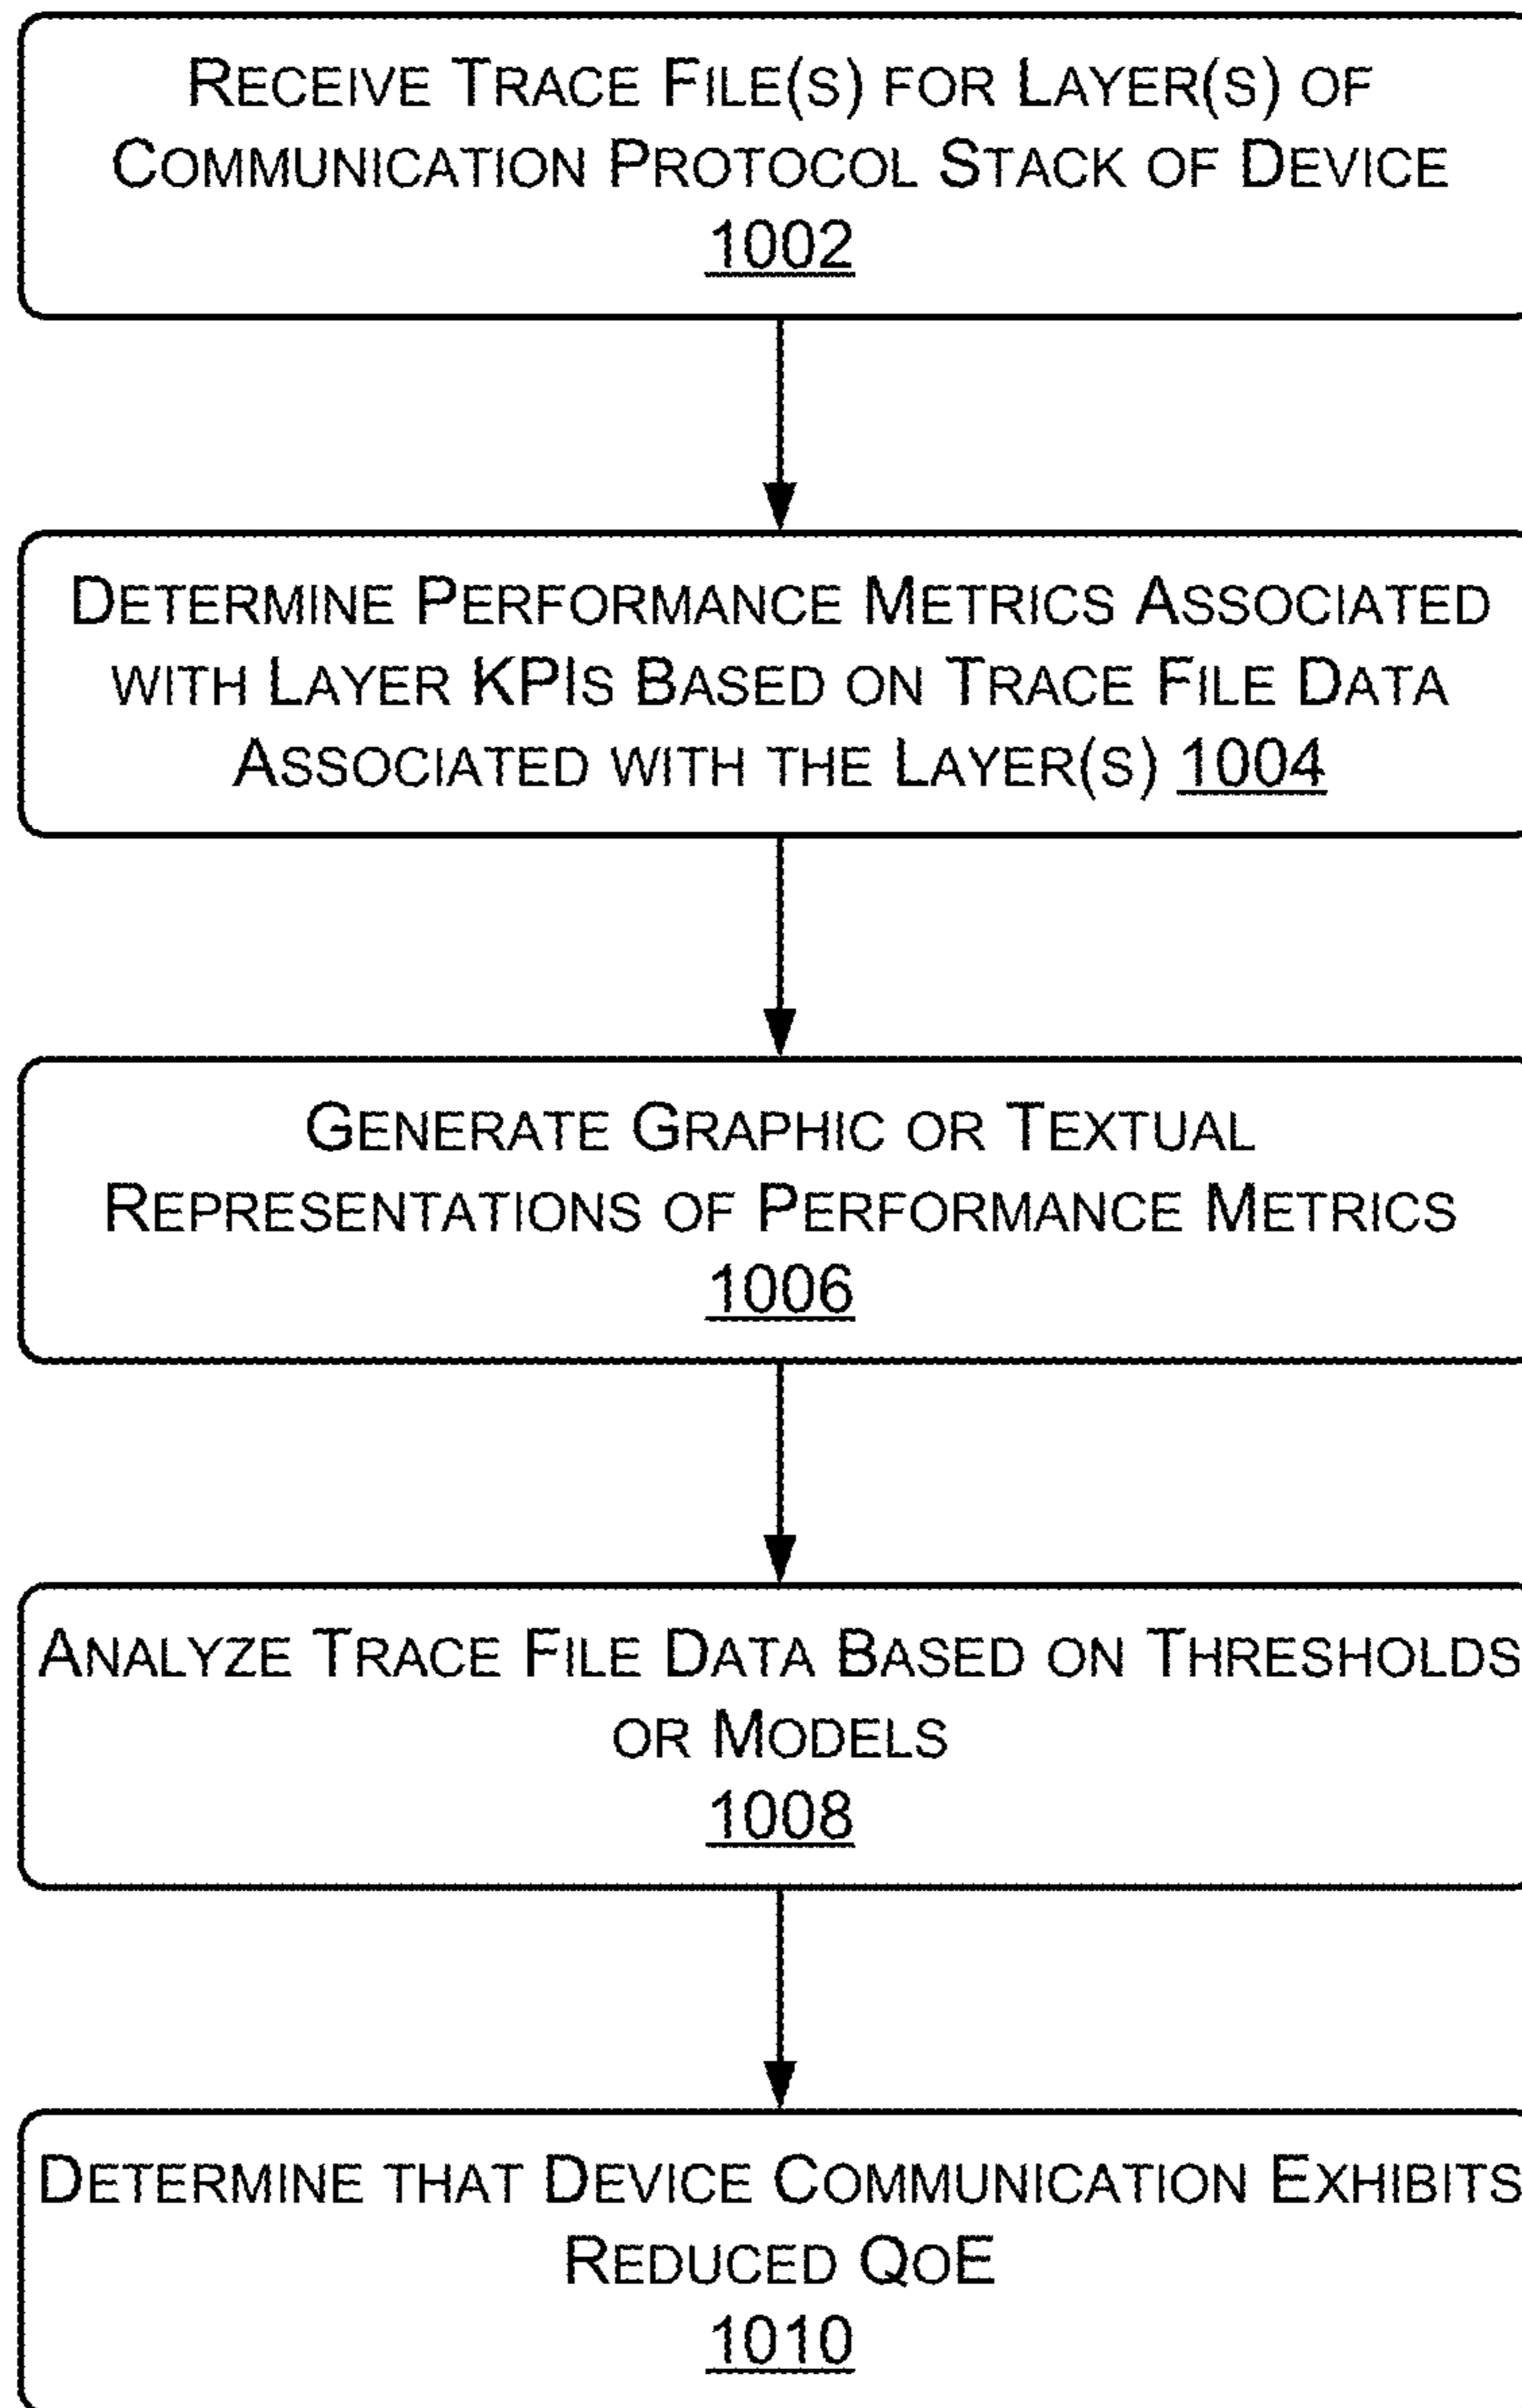 RECEIVE TRACE FILE(S) FOR LAYER(S) OF
COMMUNICATION PROTOCOL STACK OF DEVICE
1002
DETERMINE PERFORMANCE METRICS ASSOCIATED
WITH LAYER KPIS BASED ON TRACE FILE DATA
ASSOCIATED WITH THE LAYER(S) 1004
GENERATE GRAPHIC OR TEXTUAL
REPRESENTATIONS OF PERFORMANCE METRICS
1006
ANALYZE TRACE FILE DATA BASED ON THRESHOLDS
OR MODELS
1008
DETERMINE THAT DEVICE COMMUNICATION EXHIBITS
REDUCED QOE
1010